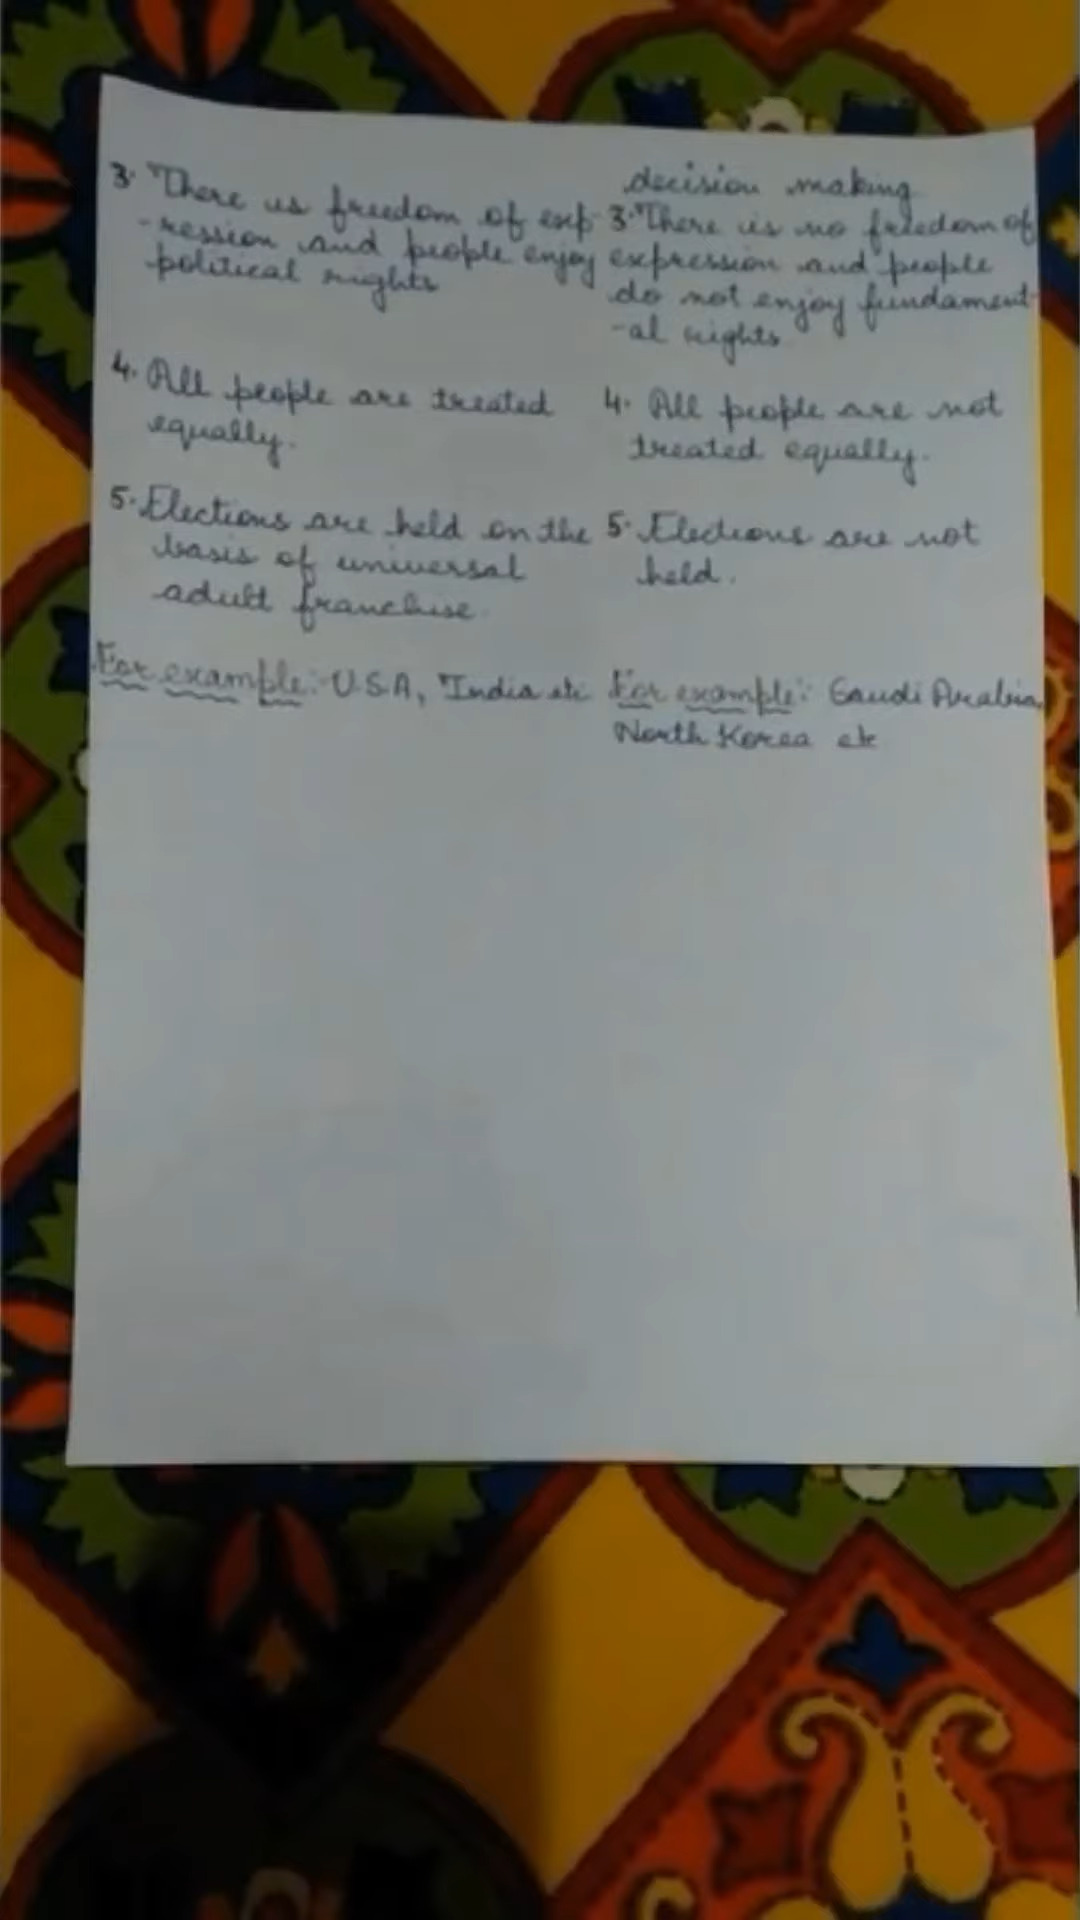 3. There is freedom of exp
-ression and people enjoy
political rights
4. All people are treated
equally.
5. Elections are held on the
basis of universal
adult franchise
For example:- U.S.A, India etc
decision making
3. There is no freedom of
expression and people
do not enjoy fundament-
-al rights
4. All people are not
treated equally.
5. Elections are not
held.
For example:- Saudi Arabia,
North Korea etc